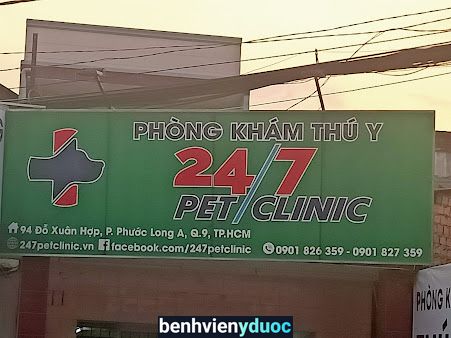 PHÒNG KHÁM THÚ Y
24/7
PET CLINIC
94 Đỗ Xuân Hợp, P. Phước Long A, Q.9, TP.HCM
247petclinic.vn facebook.com/247petclinic 0901 826 359 - 0901 827 359
PHÒNG K
benhvienyduoc